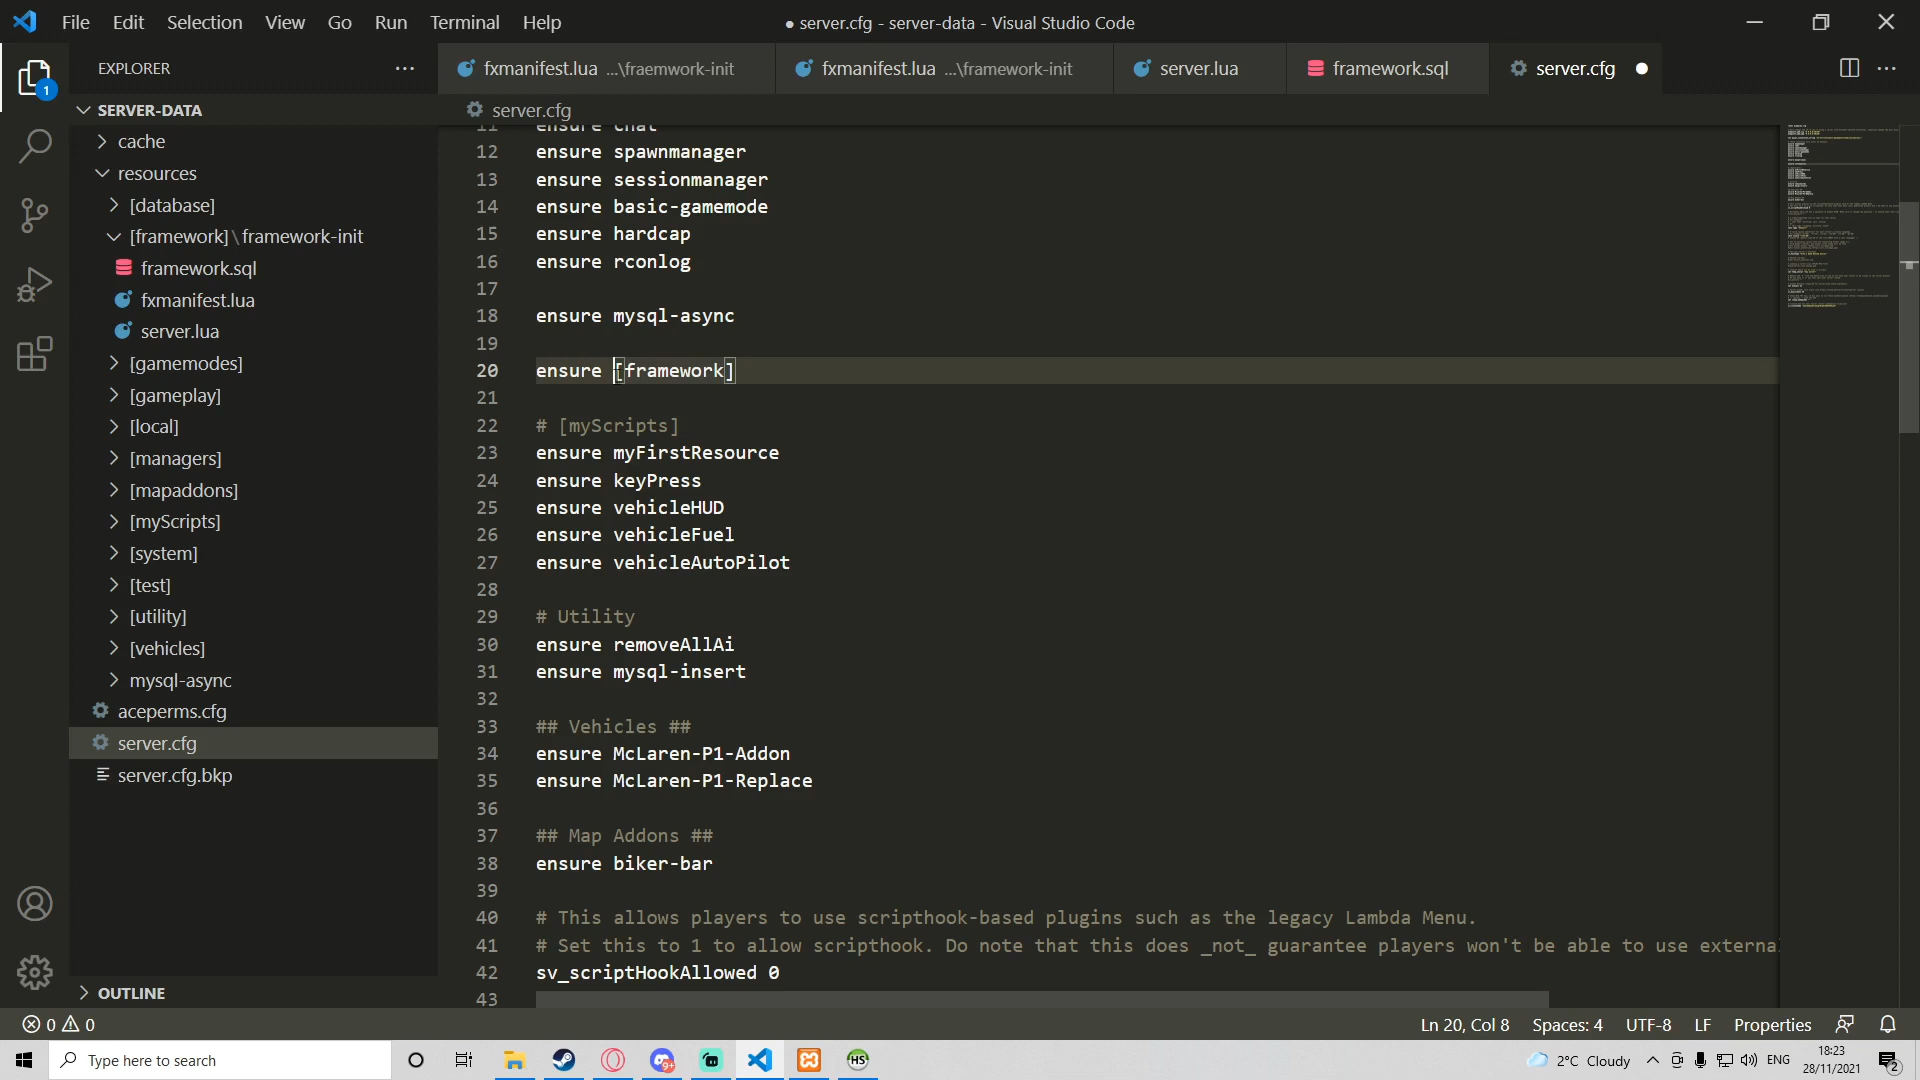 File Edit Selection View Go Run Terminal Help
● server.cfg - server-data - Visual Studio Code
EXPLORER
fxmanifest.lua ...\fraemwork-init
fxmanifest.lua ...\framework-init
server.lua
framework.sql
server.cfg
1
SERVER-DATA
cache
resources
[database]
[framework]\framework-init
framework.sql
fxmanifest.lua
server.lua
[gamemodes]
[gameplay]
[local]
[managers]
[mapaddons]
[myScripts]
[system]
[test]
[utility]
[vehicles]
mysql-async
aceperms.cfg
server.cfg
server.cfg.bkp
OUTLINE
server.cfg
11 ensure chat
12 ensure spawnmanager
13 ensure sessionmanager
14 ensure basic-gamemode
15 ensure hardcap
16 ensure rconlog
17
18 ensure mysql-async
19
20 ensure [framework]
21
22 # [myScripts]
23 ensure myFirstResource
24 ensure keyPress
25 ensure vehicleHUD
26 ensure vehicleFuel
27 ensure vehicleAutoPilot
28
29 # Utility
30 ensure removeAllAi
31 ensure mysql-insert
32
33 ## Vehicles ##
34 ensure McLaren-P1-Addon
35 ensure McLaren-P1-Replace
36
37 ## Map Addons ##
38 ensure biker-bar
39
40 # This allows players to use scripthook-based plugins such as the legacy Lambda Menu.
41 # Set this to 1 to allow scripthook. Do note that this does _not_ guarantee players won't be able to use externa
42 sv_scriptHookAllowed 0
43
0 0
Ln 20, Col 8 Spaces: 4 UTF-8 LF Properties
Type here to search
9+
HS
2°C Cloudy
ENG
18:23
28/11/2021
2